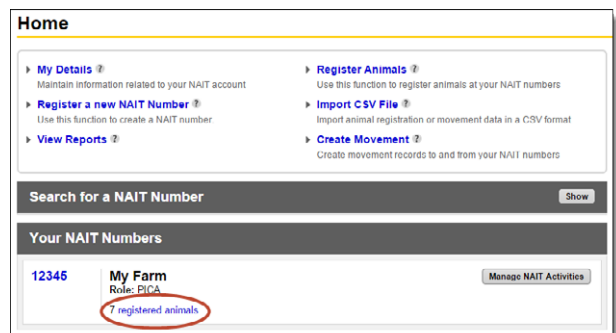 Home
My Details ?
Maintain information related to your NAIT account
Register a new NAIT Number ?
Use this function to create a NAIT number
View Reports ?
Register Animals ?
Use this function to register animals at your NAIT numbers
Import CSV File ?
Import animal registration or movement data in a CSV format
Create Movement ?
Create movement records to and from your NAIT numbers
Search for a NAIT Number
Show
Your NAIT Numbers
12345
My Farm
Role: PICA
7 registered animals
Manage NAIT Activities